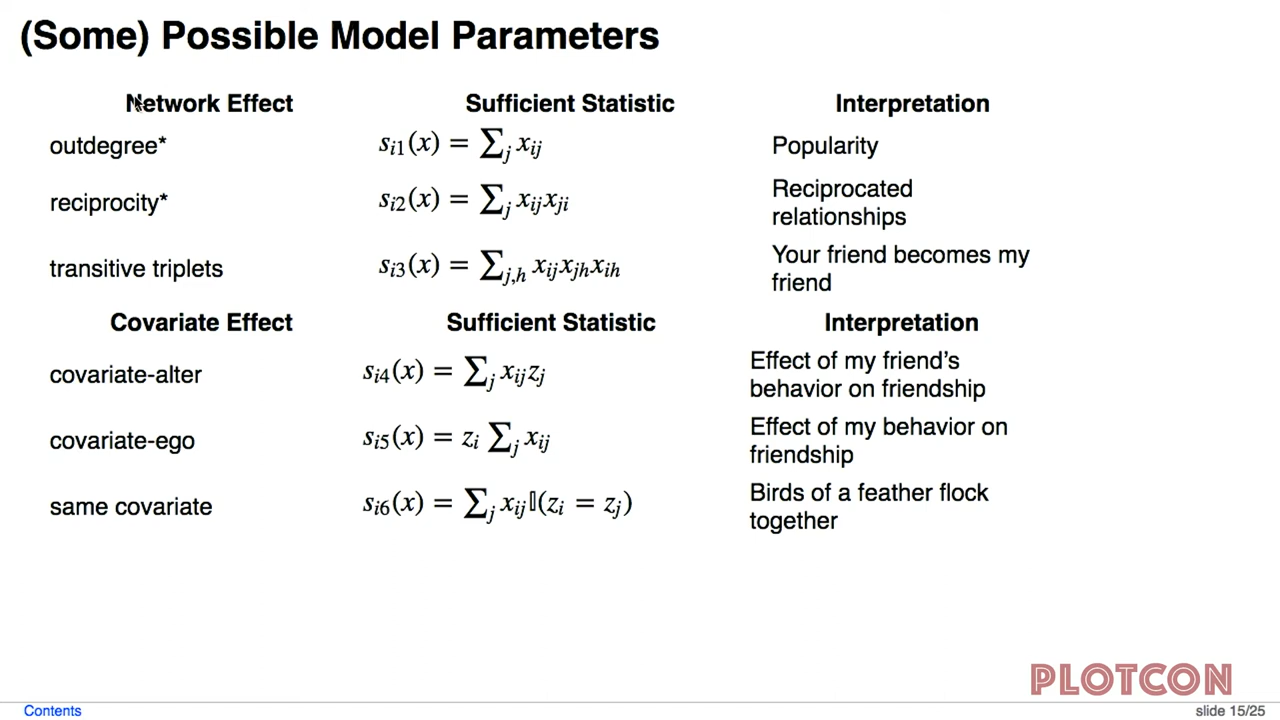 (Some) Possible Model Parameters
Network Effect Sufficient Statistic Interpretation
outdegree* s_{i1}(x) = ∑_j x_{ij} Popularity
reciprocity* s_{i2}(x) = ∑_j x_{ij}x_{ji} Reciprocated
relationships
transitive triplets s_{i3}(x) = ∑_{j,h} x_{ij}x_{jh}x_{ih} Your friend becomes my
friend
Covariate Effect Sufficient Statistic Interpretation
covariate-alter s_{i4}(x) = ∑_j x_{ij}z_j Effect of my friend’s
behavior on friendship
covariate-ego s_{i5}(x) = z_i ∑_j x_{ij} Effect of my behavior on
friendship
same covariate s_{i6}(x) = ∑_j x_{ij}𝕀(z_i = z_j) Birds of a feather flock
together
PLOTCON
Contents slide 15/25